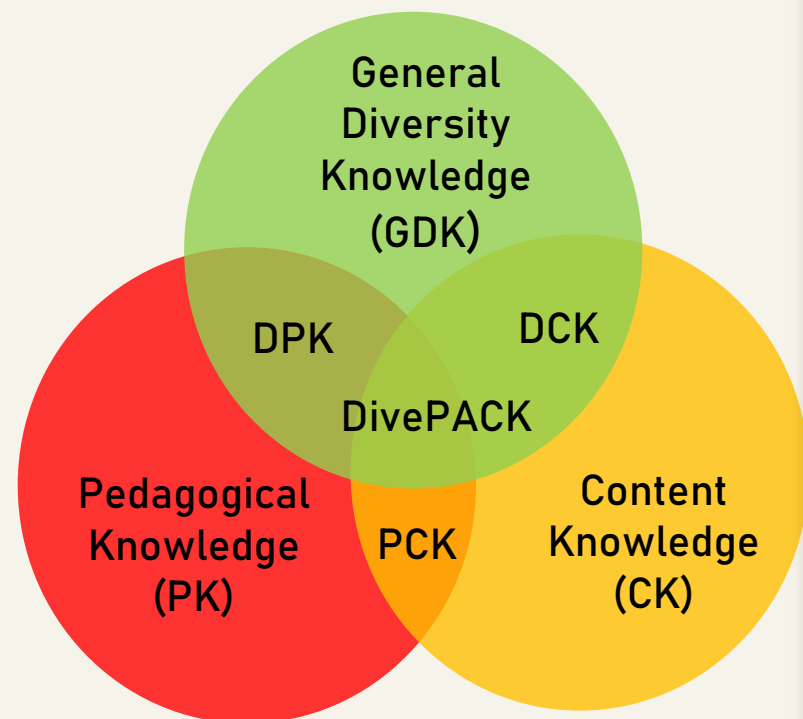 General
Diversity
Knowledge
(GDK)
DPK
DCK
DivePACK
Pedagogical
Knowledge
(PK)
PCK
Content
Knowledge
(CK)